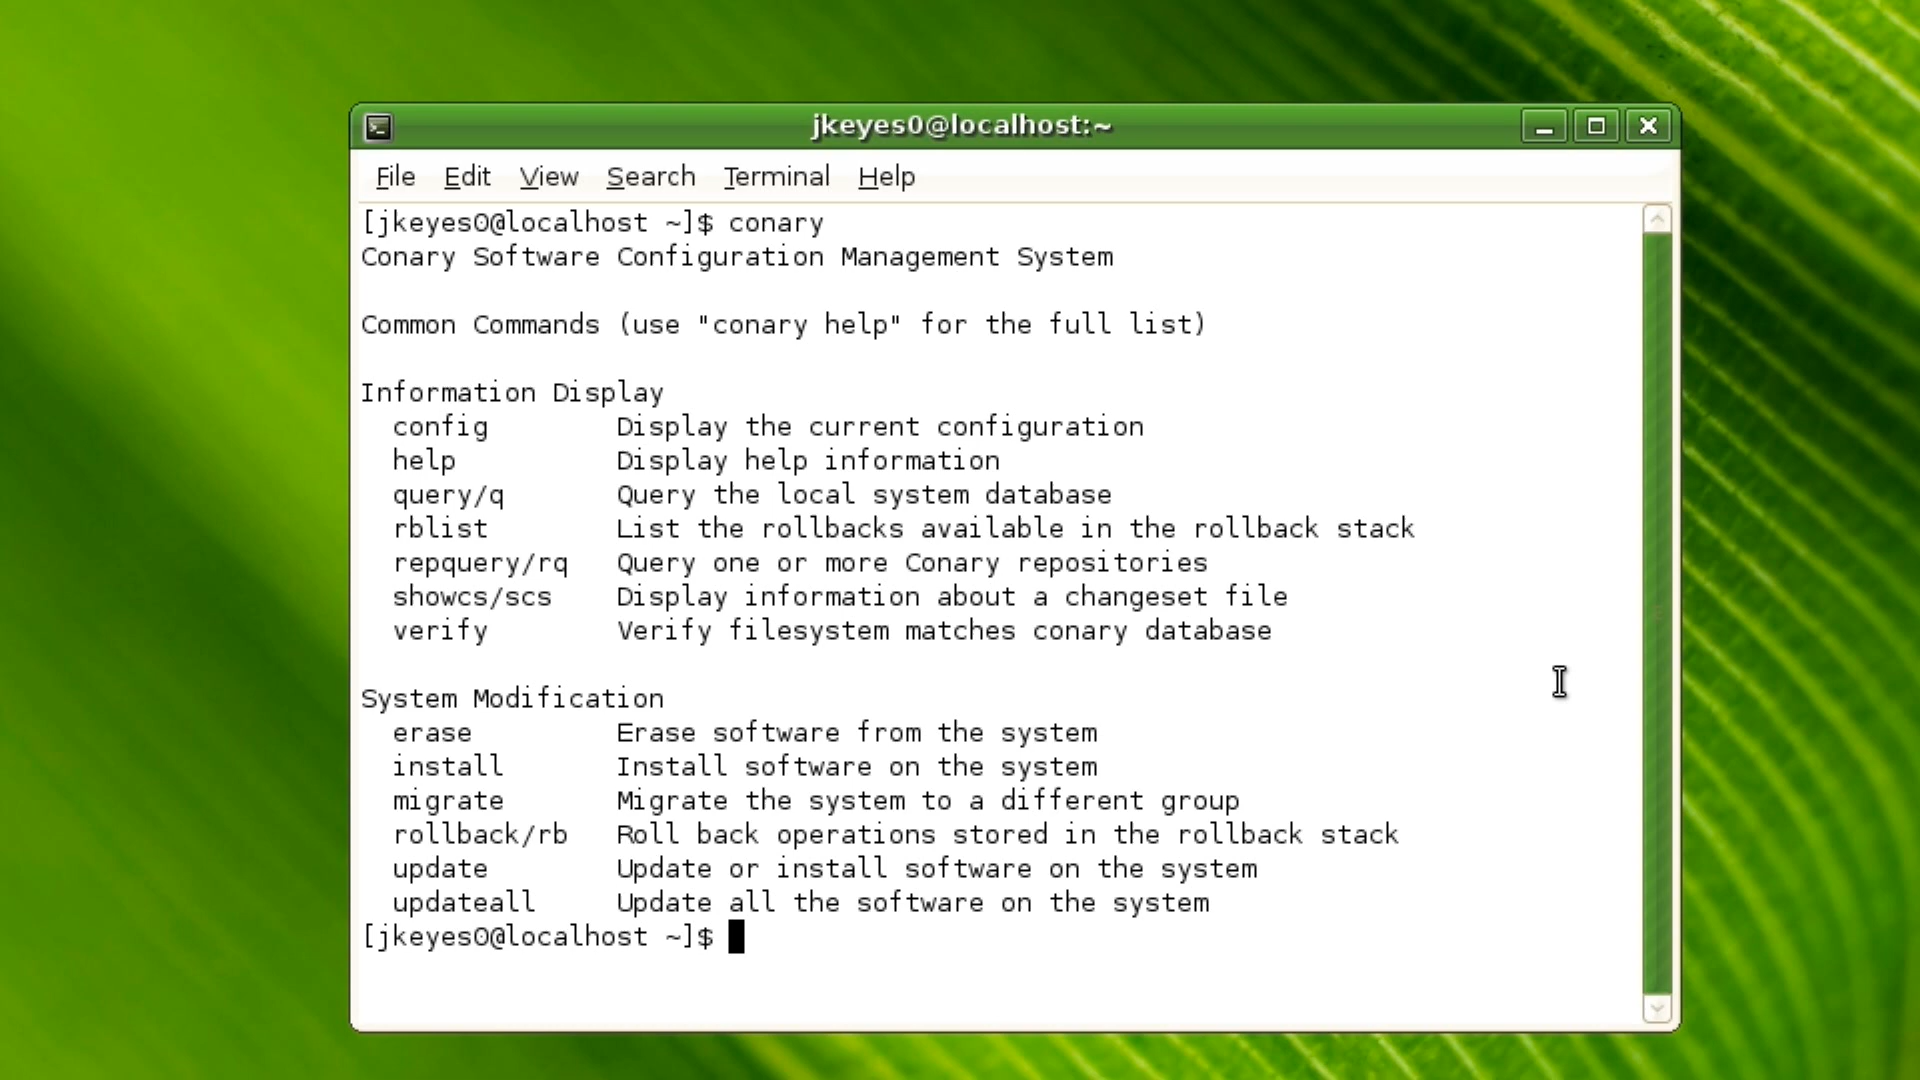 jkeyes0@localhost:~
File Edit View Search Terminal Help
[jkeyes0@localhost ~]$ conary
Conary Software Configuration Management System
Common Commands (use "conary help" for the full list)
Information Display
config Display the current configuration
help Display help information
query/q Query the local system database
rblist List the rollbacks available in the rollback stack
repquery/rq Query one or more Conary repositories
showcs/scs Display information about a changeset file
verify Verify filesystem matches conary database
System Modification
erase Erase software from the system
install Install software on the system
migrate Migrate the system to a different group
rollback/rb Roll back operations stored in the rollback stack
update Update or install software on the system
updateall Update all the software on the system
[jkeyes0@localhost ~]$